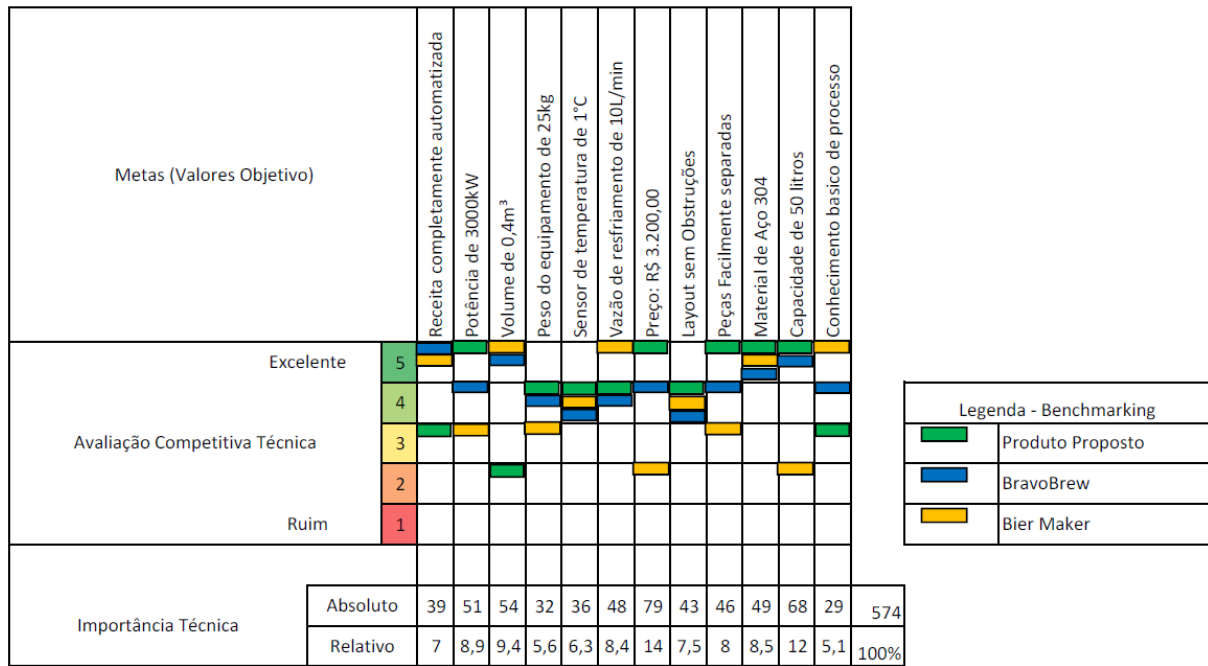 Metas (Valores Objetivo)
Receita completamente automatizada
Potência de 3000kW
Volume de 0,4m³
Peso do equipamento de 25kg
Sensor de temperatura de 1°C
Vazão de resfriamento de 10L/min
Preço: R$ 3.200,00
Layout sem Obstruções
Peças Facilmente separadas
Material de Aço 304
Capacidade de 50 litros
Conhecimento basico de processo
Excelente 5
4
Avaliação Competitiva Técnica 3
2
Ruim 1
Legenda - Benchmarking
Produto Proposto
BravoBrew
Bier Maker
Importância Técnica
Absoluto 39 51 54 32 36 48 79 43 46 49 68 29 574
Relativo 7 8,9 9,4 5,6 6,3 8,4 14 7,5 8 8,5 12 5,1 100%